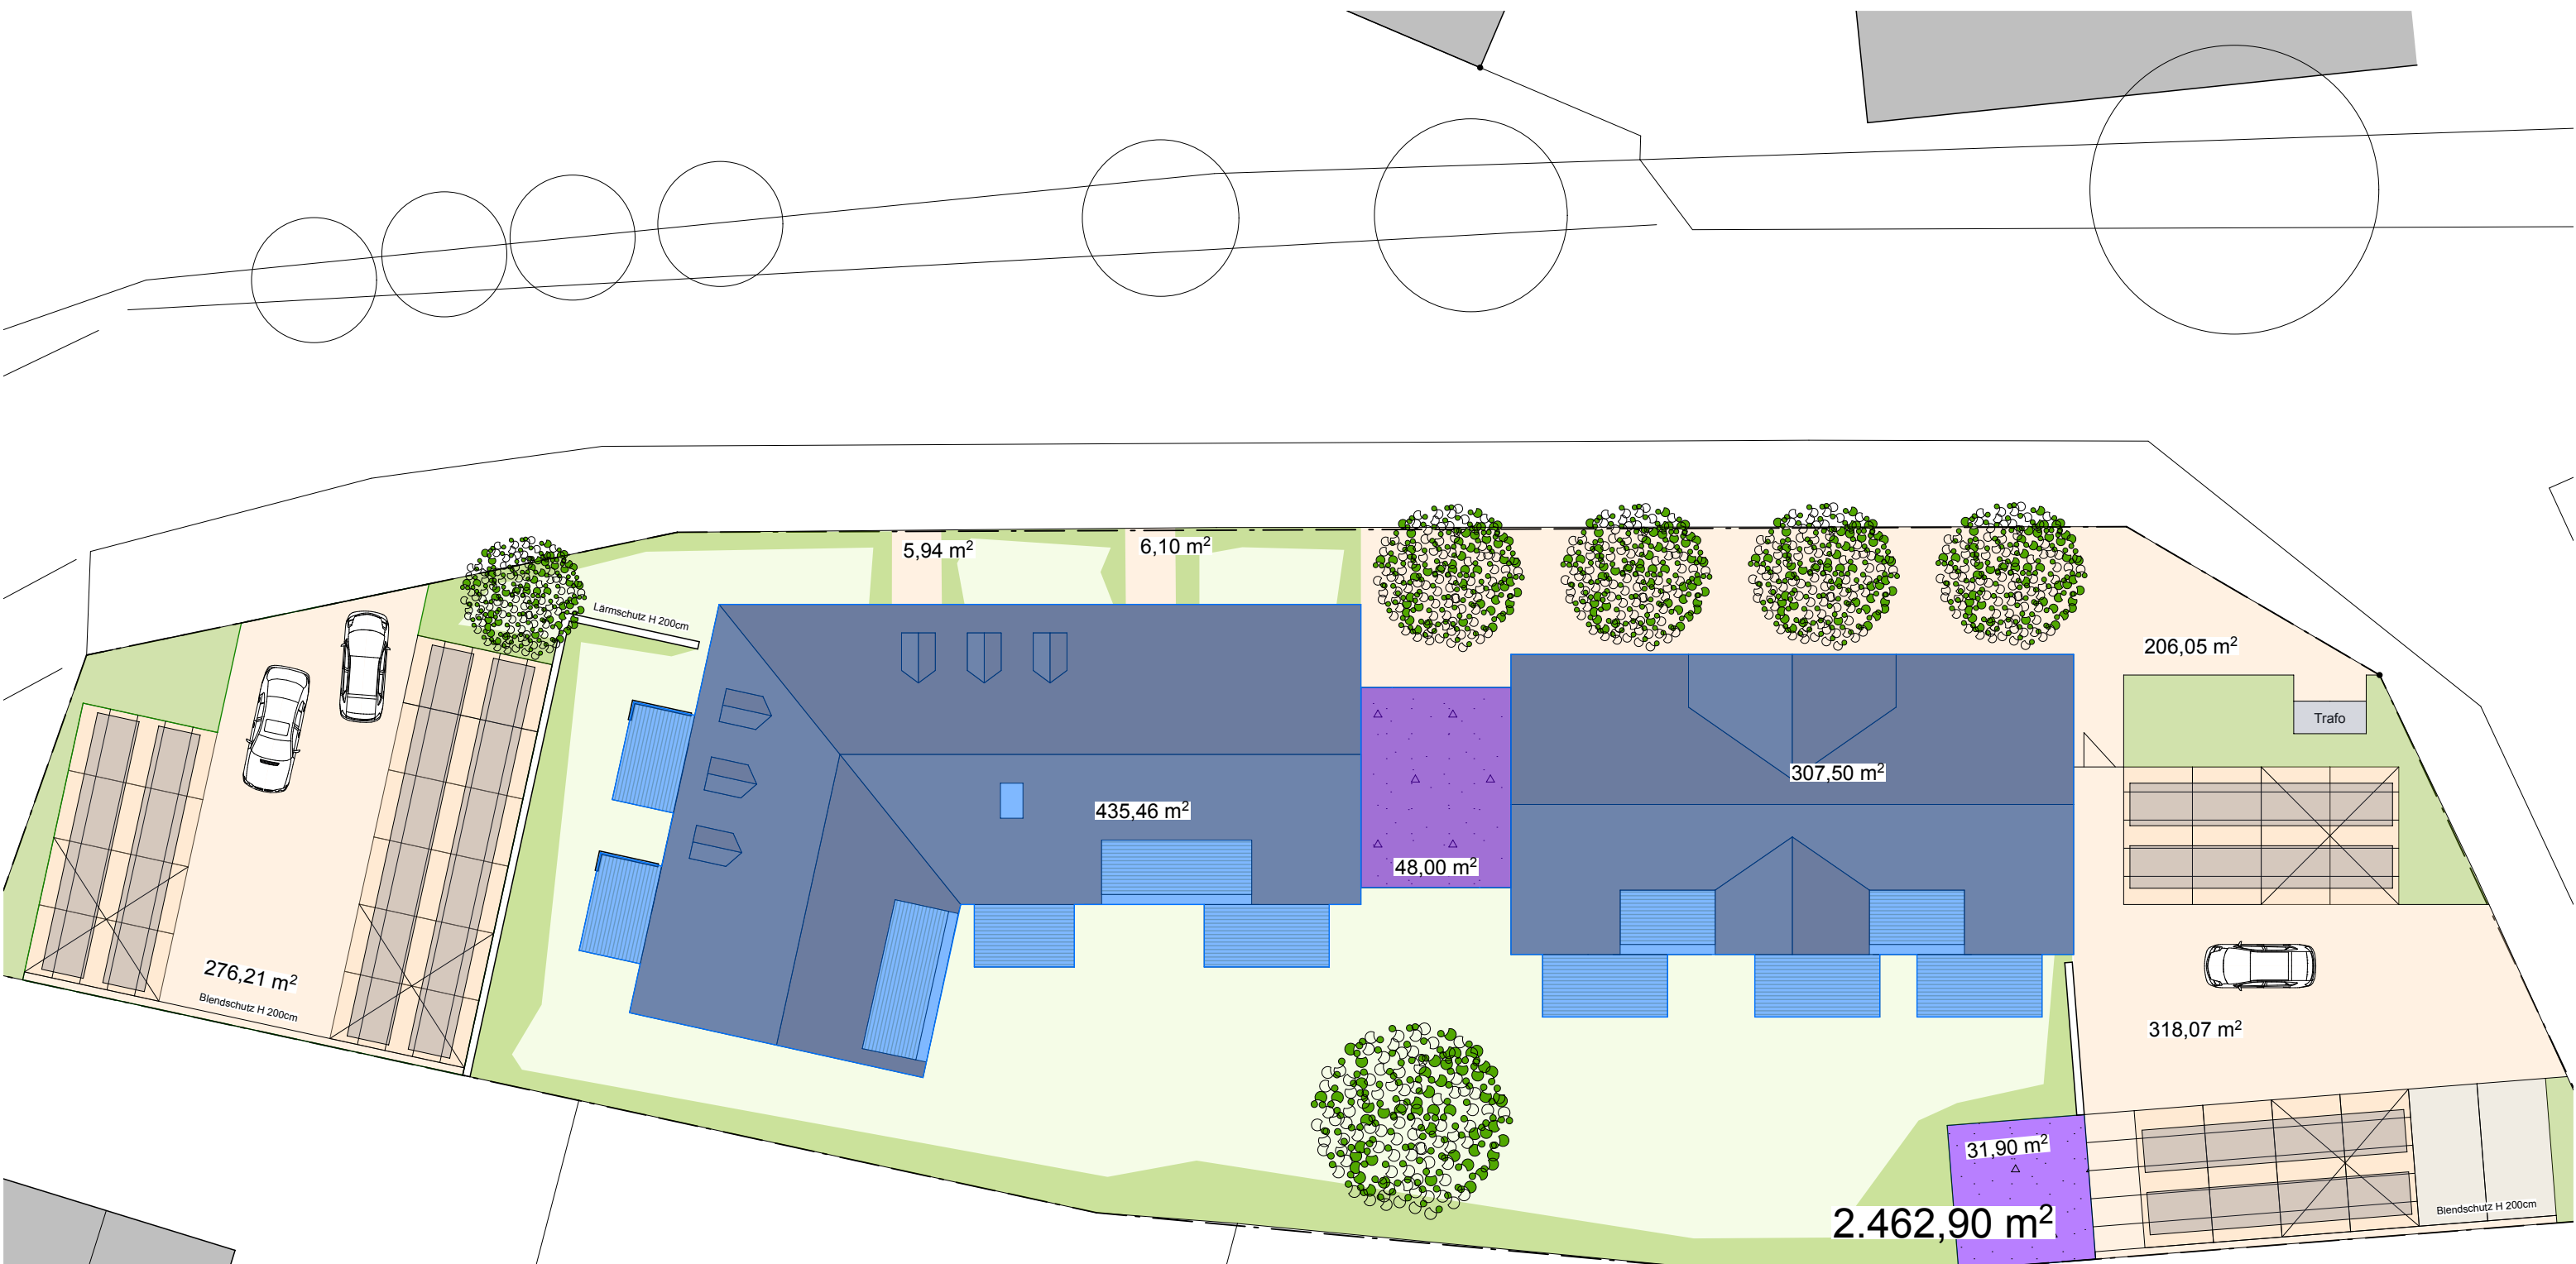 5,94 m²
6,10 m²
Lärmschutz H 200cm
206,05 m²
Trafo
307,50 m²
435,46 m²
48,00 m²
276,21 m²
Blendschutz H 200cm
318,07 m²
31,90 m²
2.462,90 m²
Blendschutz H 200cm